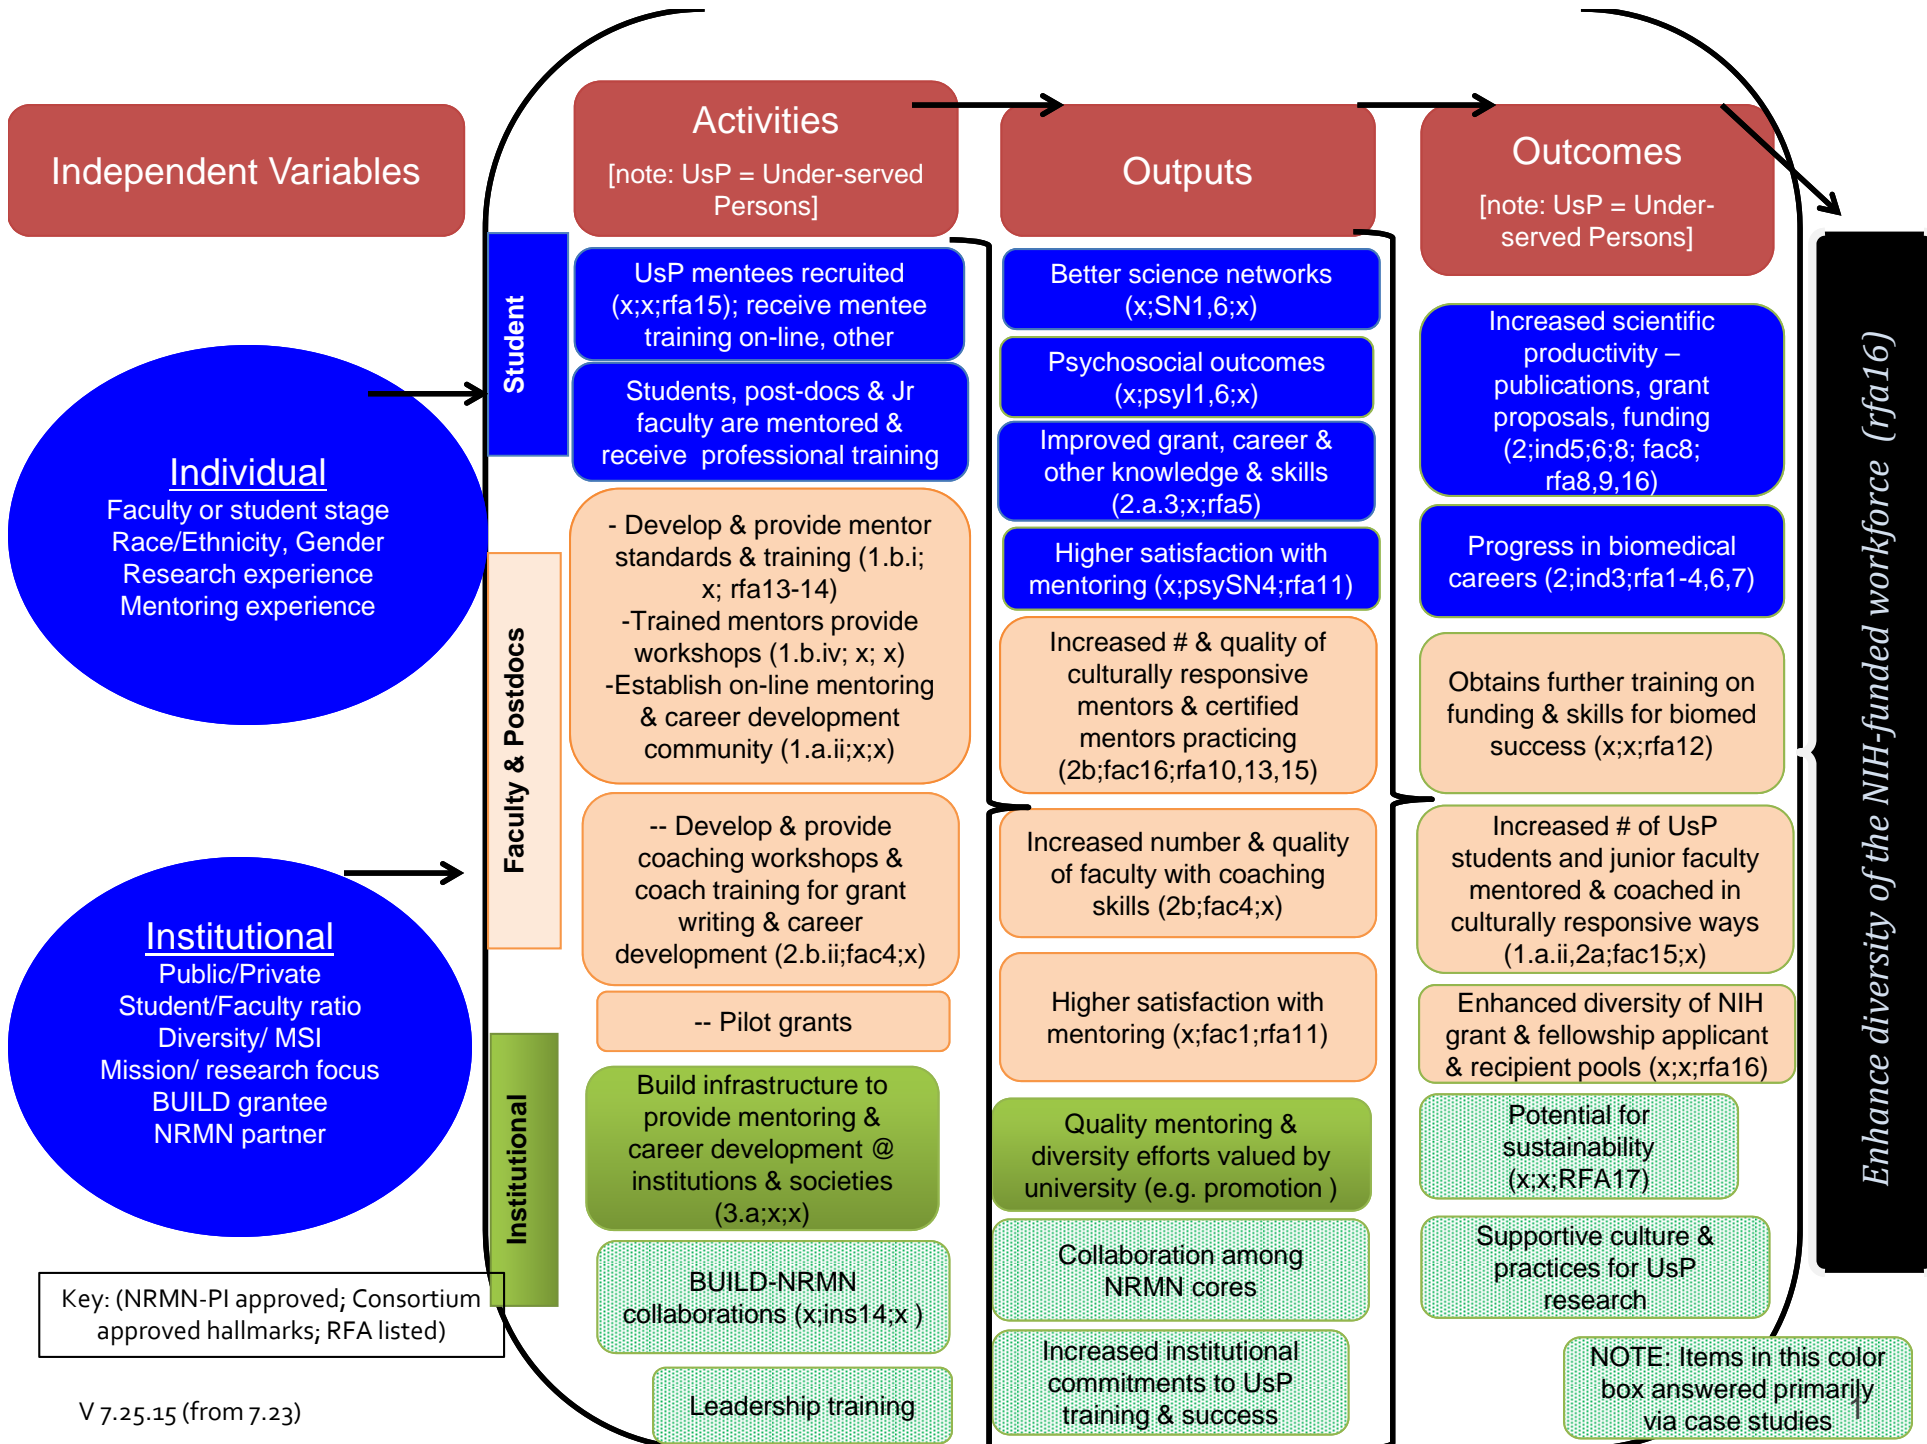 Independent Variables
Individual
Faculty or student stage
Race/Ethnicity, Gender
Research experience
Mentoring experience
Institutional
Public/Private
Student/Faculty ratio
Diversity/ MSI
Mission/ research focus
BUILD grantee
NRMN partner
Key: (NRMN-PI approved; Consortium
approved hallmarks; RFA listed)
V 7.25.15 (from 7.23)
Student
Faculty & Postdocs
Institutional
Activities
[note: UsP = Under-served
Persons]
UsP mentees recruited
(x;x;rfa15); receive mentee
training on-line, other
Students, post-docs & Jr
faculty are mentored &
receive professional training
- Develop & provide mentor
standards & training (1.b.i;
x; rfa13-14)
-Trained mentors provide
workshops (1.b.iv; x; x)
-Establish on-line mentoring
& career development
community (1.a.ii;x;x)
-- Develop & provide
coaching workshops &
coach training for grant
writing & career
development (2.b.ii;fac4;x)
-- Pilot grants
Build infrastructure to
provide mentoring &
career development @
institutions & societies
(3.a;x;x)
BUILD-NRMN
collaborations (x;ins14;x )
Leadership training
Outputs
Better science networks
(x;SN1,6;x)
Psychosocial outcomes
(x;psyI1,6;x)
Improved grant, career &
other knowledge & skills
(2.a.3;x;rfa5)
Higher satisfaction with
mentoring (x;psySN4;rfa11)
Increased # & quality of
culturally responsive
mentors & certified
mentors practicing
(2b;fac16;rfa10,13,15)
Increased number & quality
of faculty with coaching
skills (2b;fac4;x)
Higher satisfaction with
mentoring (x;fac1;rfa11)
Quality mentoring &
diversity efforts valued by
university (e.g. promotion )
Collaboration among
NRMN cores
Increased institutional
commitments to UsP
training & success
Outcomes
[note: UsP = Under-
served Persons]
Increased scientific
productivity –
publications, grant
proposals, funding
(2;ind5;6;8; fac8;
rfa8,9,16)
Progress in biomedical
careers (2;ind3;rfa1-4,6,7)
Obtains further training on
funding & skills for biomed
success (x;x;rfa12)
Increased # of UsP
students and junior faculty
mentored & coached in
culturally responsive ways
(1.a.ii,2a;fac15;x)
Enhanced diversity of NIH
grant & fellowship applicant
& recipient pools (x;x;rfa16)
Potential for
sustainability
(x;x;RFA17)
Supportive culture &
practices for UsP
research
NOTE: Items in this color
box answered primarily
via case studies
1
Enhance diversity of the NIH-funded workforce (rfa16)